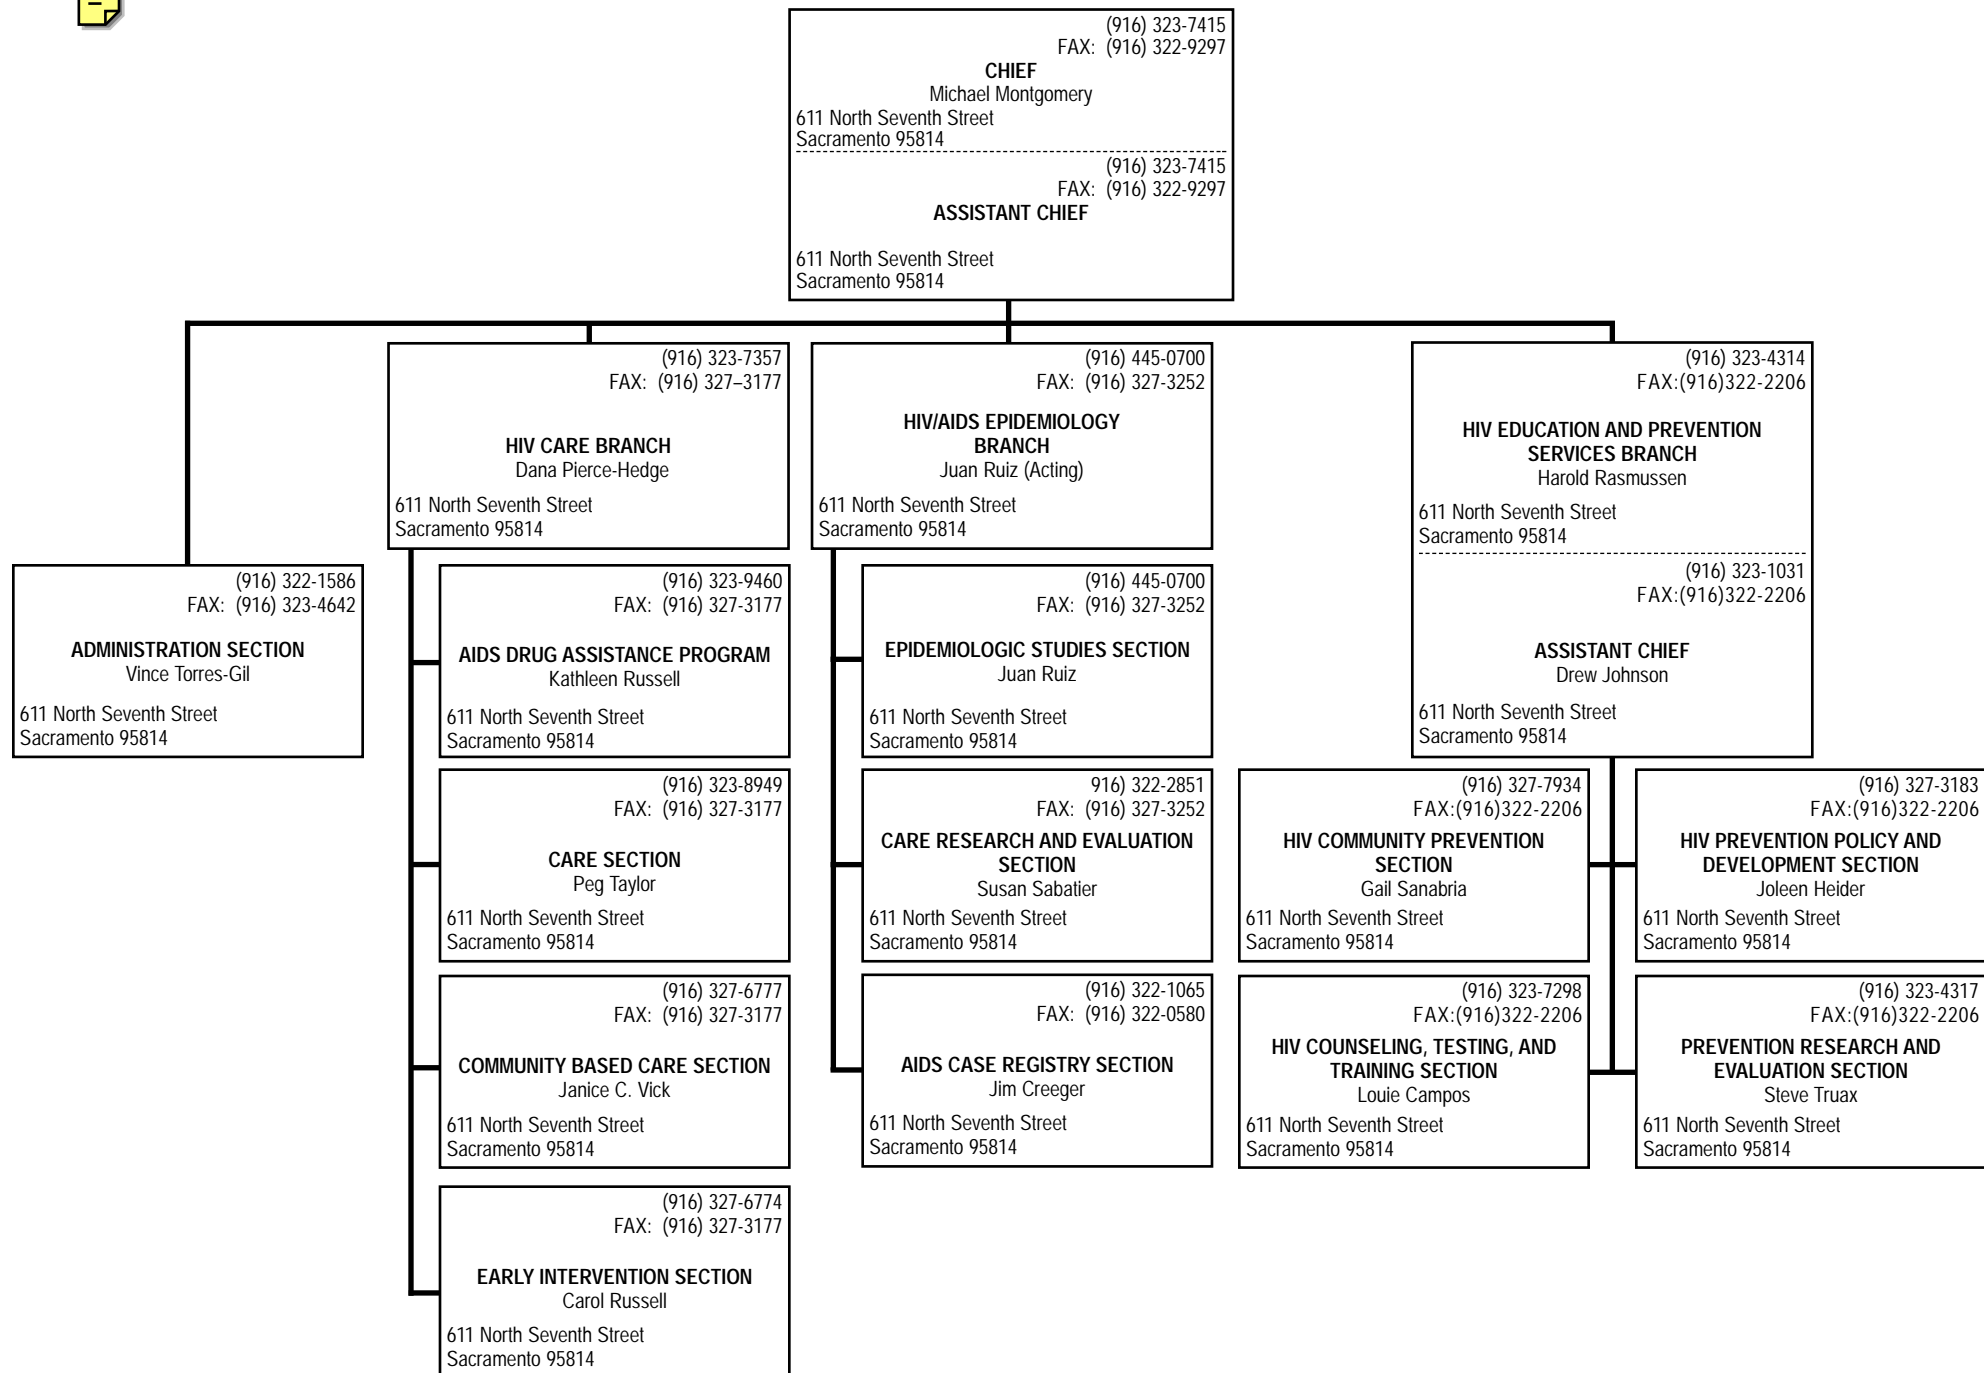 (916) 323-7415
FAX: (916) 322-9297
CHIEF
Michael Montgomery
611 North Seventh Street
Sacramento 95814
(916) 323-7415
FAX: (916) 322-9297
ASSISTANT CHIEF
611 North Seventh Street
Sacramento 95814
(916) 322-1586
FAX: (916) 323-4642
ADMINISTRATION SECTION
Vince Torres-Gil
611 North Seventh Street
Sacramento 95814
(916) 323-7357
FAX: (916) 327–3177
HIV CARE BRANCH
Dana Pierce-Hedge
611 North Seventh Street
Sacramento 95814
(916) 323-9460
FAX: (916) 327-3177
AIDS DRUG ASSISTANCE PROGRAM
Kathleen Russell
611 North Seventh Street
Sacramento 95814
(916) 323-8949
FAX: (916) 327-3177
CARE SECTION
Peg Taylor
611 North Seventh Street
Sacramento 95814
(916) 327-6777
FAX: (916) 327-3177
COMMUNITY BASED CARE SECTION
Janice C. Vick
611 North Seventh Street
Sacramento 95814
(916) 327-6774
FAX: (916) 327-3177
EARLY INTERVENTION SECTION
Carol Russell
611 North Seventh Street
Sacramento 95814
(916) 445-0700
FAX: (916) 327-3252
HIV/AIDS EPIDEMIOLOGY
BRANCH
Juan Ruiz (Acting)
611 North Seventh Street
Sacramento 95814
(916) 445-0700
FAX: (916) 327-3252
EPIDEMIOLOGIC STUDIES SECTION
Juan Ruiz
611 North Seventh Street
Sacramento 95814
916) 322-2851
FAX: (916) 327-3252
CARE RESEARCH AND EVALUATION
SECTION
Susan Sabatier
611 North Seventh Street
Sacramento 95814
(916) 322-1065
FAX: (916) 322-0580
AIDS CASE REGISTRY SECTION
Jim Creeger
611 North Seventh Street
Sacramento 95814
(916) 323-4314
FAX:(916)322-2206
HIV EDUCATION AND PREVENTION
SERVICES BRANCH
Harold Rasmussen
611 North Seventh Street
Sacramento 95814
(916) 323-1031
FAX:(916)322-2206
ASSISTANT CHIEF
Drew Johnson
611 North Seventh Street
Sacramento 95814
(916) 327-7934
FAX:(916)322-2206
HIV COMMUNITY PREVENTION
SECTION
Gail Sanabria
611 North Seventh Street
Sacramento 95814
(916) 327-3183
FAX:(916)322-2206
HIV PREVENTION POLICY AND
DEVELOPMENT SECTION
Joleen Heider
611 North Seventh Street
Sacramento 95814
(916) 323-7298
FAX:(916)322-2206
HIV COUNSELING, TESTING, AND
TRAINING SECTION
Louie Campos
611 North Seventh Street
Sacramento 95814
(916) 323-4317
FAX:(916)322-2206
PREVENTION RESEARCH AND
EVALUATION SECTION
Steve Truax
611 North Seventh Street
Sacramento 95814